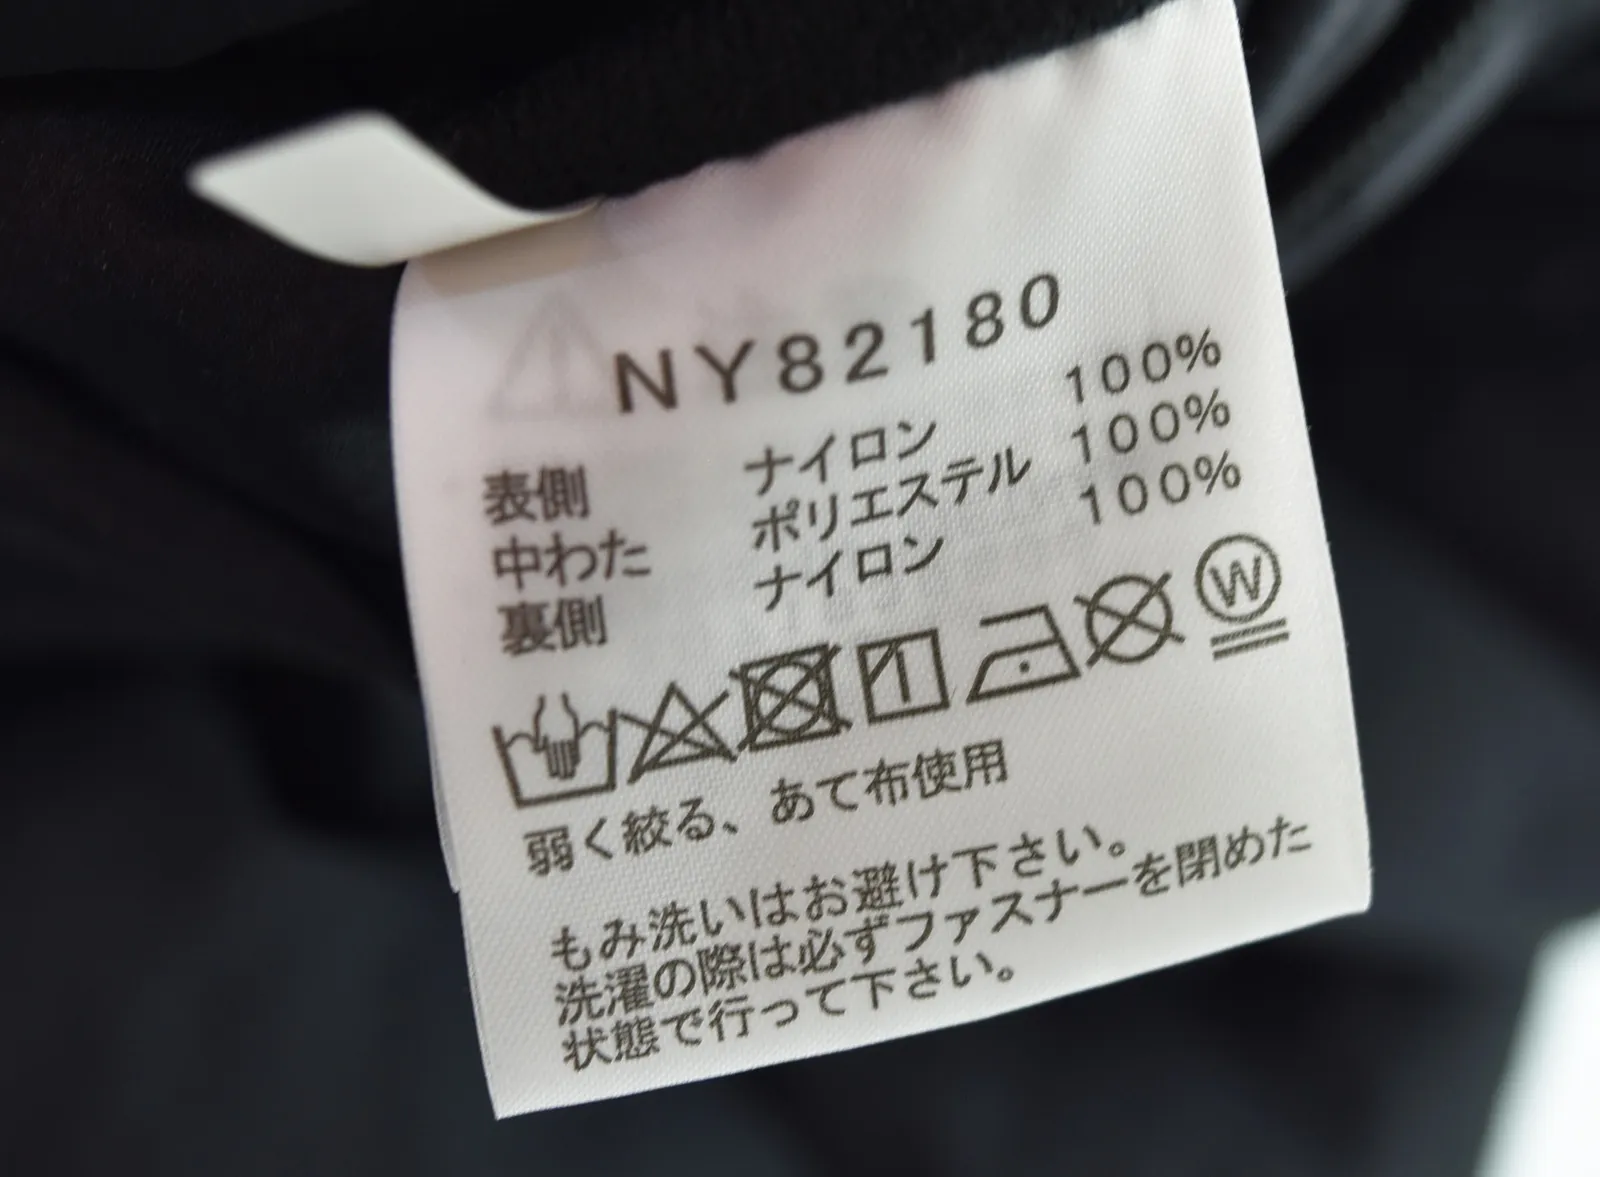 NY82180
表側 ナイロン 100%
中わた ポリエステル 100%
裏側 ナイロン 100%
W
弱く絞る、あて布使用
もみ洗いはお避け下さい。
洗濯の際は必ずファスナーを閉めた
状態で行って下さい。